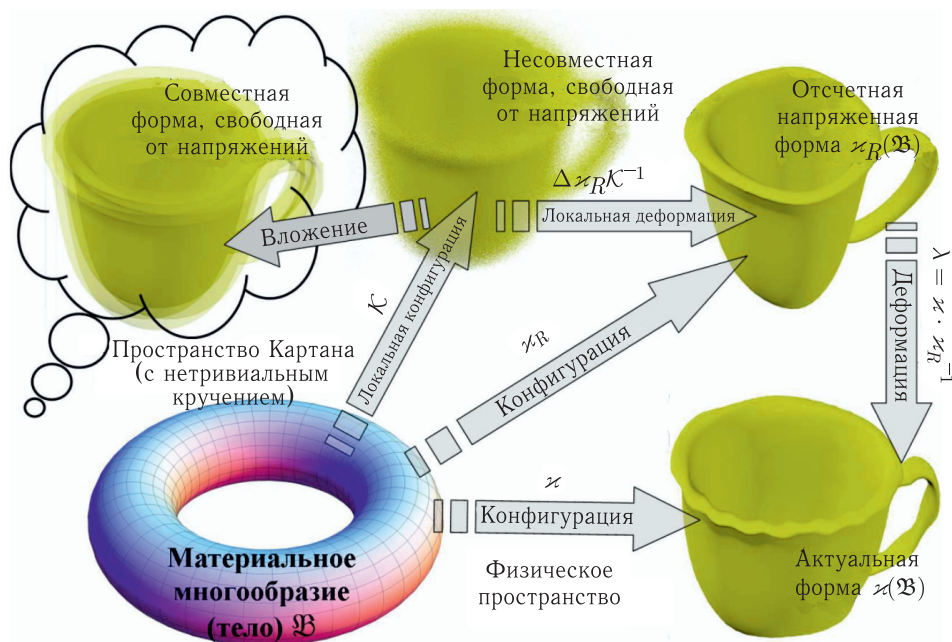 Совместная
форма, свободная
от напряжений
Несовместная
форма, свободная
от напряжений
Отсчетная
напряженная
форма ϰ_R(𝔅)
Δϰ_R 𝒦⁻¹
Локальная деформация
Вложение
𝒦
Локальная конфигурация
ϰ_R
Конфигурация
λ = ϰ · ϰ_R⁻¹
Деформация
Пространство Картана
(с нетривиальным
кручением)
ϰ
Конфигурация
Физическое
пространство
Материальное
многообразие
(тело) 𝔅
Актуальная
форма ϰ(𝔅)